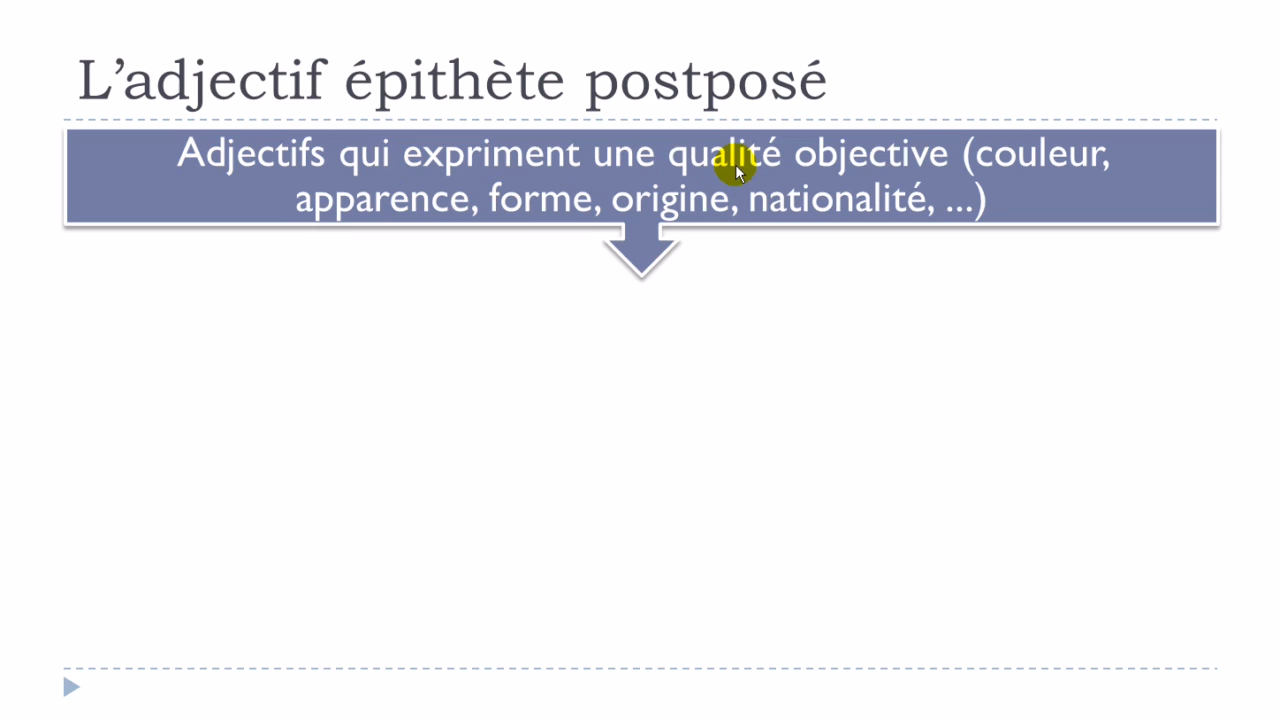 L’adjectif épithète postposé
Adjectifs qui expriment une qualité objective (couleur,
apparence, forme, origine, nationalité, ...)